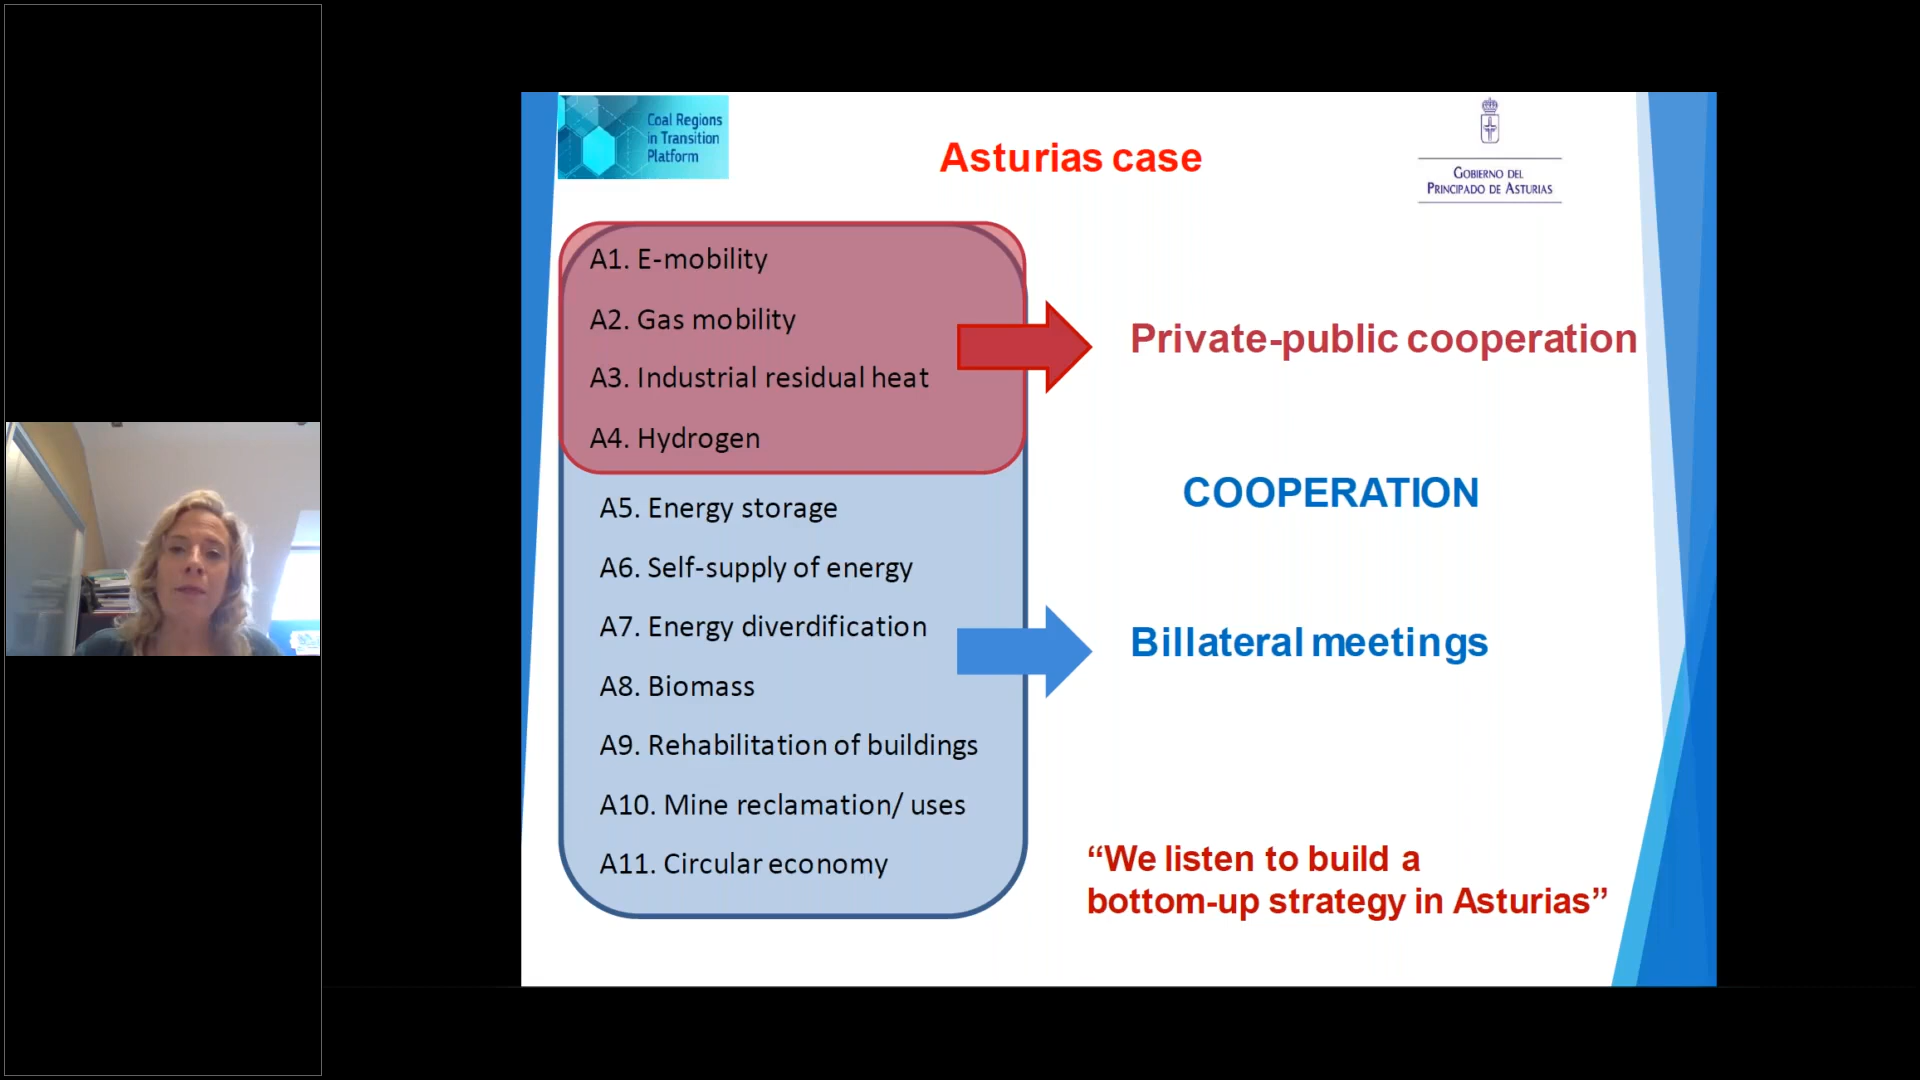 Coal Regions
in Transition
Platform
Asturias case
GOBIERNO DEL
PRINCIPADO DE ASTURIAS
A1. E-mobility
A2. Gas mobility
A3. Industrial residual heat
A4. Hydrogen
Private-public cooperation
COOPERATION
A5. Energy storage
A6. Self-supply of energy
A7. Energy diverdification
A8. Biomass
A9. Rehabilitation of buildings
A10. Mine reclamation/ uses
A11. Circular economy
Billateral meetings
“We listen to build a
bottom-up strategy in Asturias”